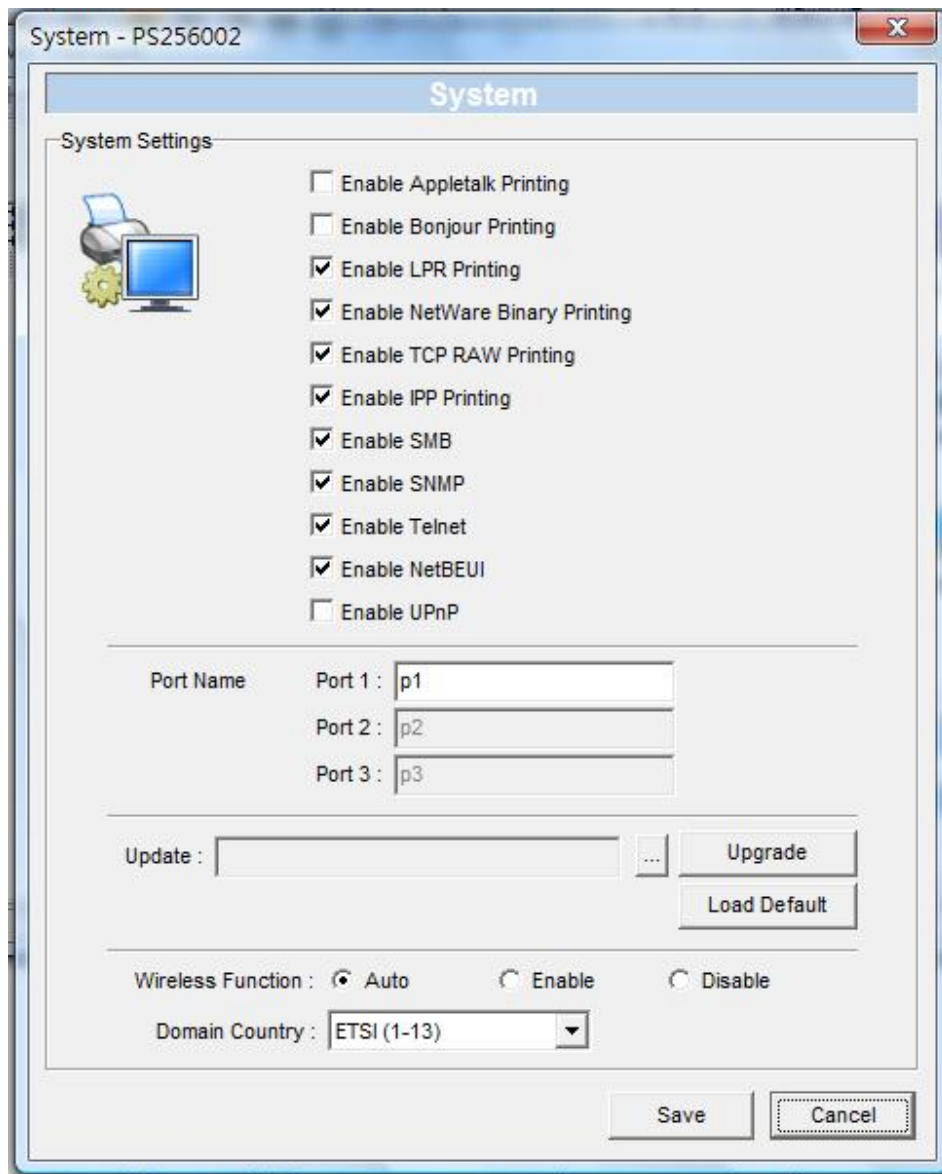 System - PS256002
System
System Settings
Enable Appletalk Printing
Enable Bonjour Printing
Enable LPR Printing
Enable NetWare Binary Printing
Enable TCP RAW Printing
Enable IPP Printing
Enable SMB
Enable SNMP
Enable Telnet
Enable NetBEUI
Enable UPnP
Port Name Port 1 : p1
Port 2 : p2
Port 3 : p3
Update : ... Upgrade
Load Default
Wireless Function : Auto Enable Disable
Domain Country : ETSI (1-13)
Save Cancel